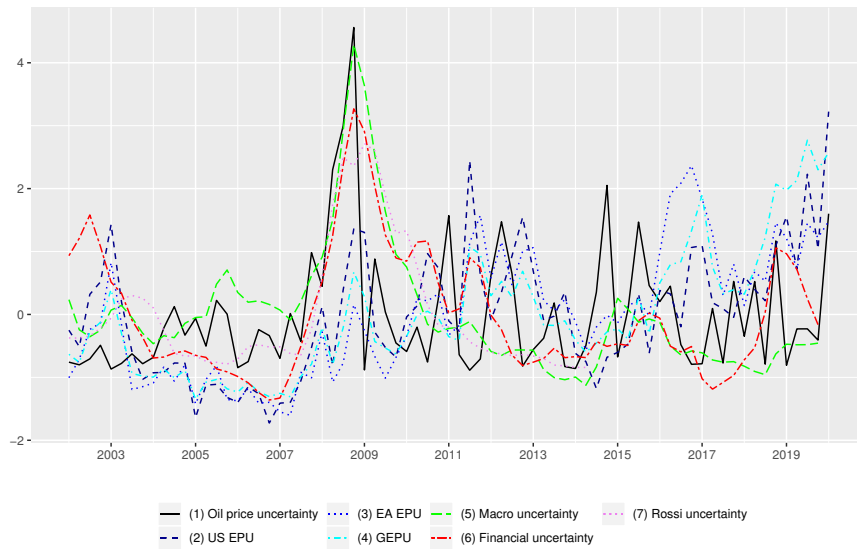 4
2
0
−2
2003 2005 2007 2009 2011 2013 2015 2017 2019
(1) Oil price uncertainty (3) EA EPU (5) Macro uncertainty (7) Rossi uncertainty
(2) US EPU (4) GEPU (6) Financial uncertainty